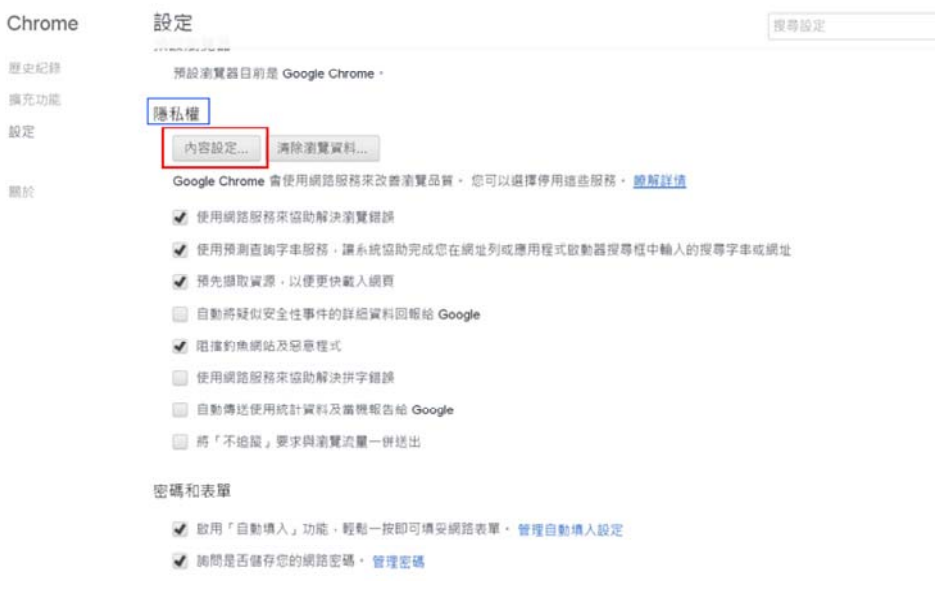 Chrome
設定
搜尋設定
歷史紀錄
擴充功能
設定
關於
預設瀏覽器
預設瀏覽器目前是 Google Chrome。
隱私權
內容設定...
清除瀏覽資料...
Google Chrome 會使用網路服務來改善瀏覽品質。您可以選擇停用這些服務。瞭解詳情
使用網路服務來協助解決瀏覽錯誤
使用預測查詢字串服務,讓系統協助完成您在網址列或應用程式啟動器搜尋框中輸入的搜尋字串或網址
預先擷取資源,以便更快載入網頁
自動將疑似安全性事件的詳細資料回報給 Google
阻擋釣魚網站及惡意程式
使用網路服務來協助解決拼字錯誤
自動傳送使用統計資料及當機報告給 Google
將「不追蹤」要求與瀏覽流量一併送出
密碼和表單
啟用「自動填入」功能,輕鬆一按即可填妥網路表單。管理自動填入設定
詢問是否儲存您的網路密碼。管理密碼